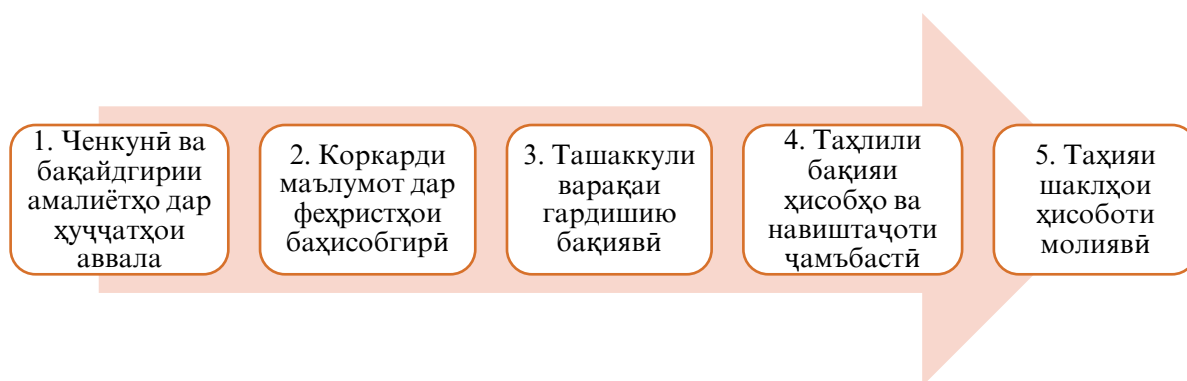 1. Ченкунӣ ва
бақайдгирии
амалиётҳо дар
ҳуҷҷатҳои
аввала
2. Коркарди
маълумот дар
феҳристҳои
баҳисобгирӣ
3. Ташаккули
варақаи
гардишию
бақиявӣ
4. Таҳлили
бақияи
ҳисобҳо ва
навиштаҷоти
ҷамъбастӣ
5. Таҳияи
шаклҳои
ҳисоботи
молиявӣ